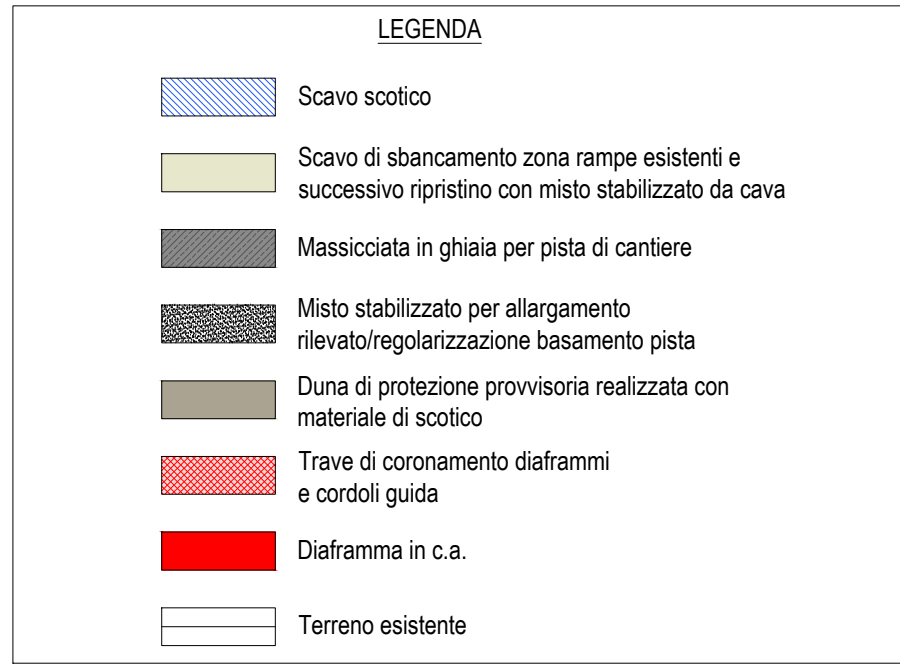 LEGENDA
Scavo scotico
Scavo di sbancamento zona rampe esistenti e
successivo ripristino con misto stabilizzato da cava
Massicciata in ghiaia per pista di cantiere
Misto stabilizzato per allargamento
rilevato/regolarizzazione basamento pista
Duna di protezione provvisoria realizzata con
materiale di scotico
Trave di coronamento diaframmi
e cordoli guida
Diaframma in c.a.
Terreno esistente